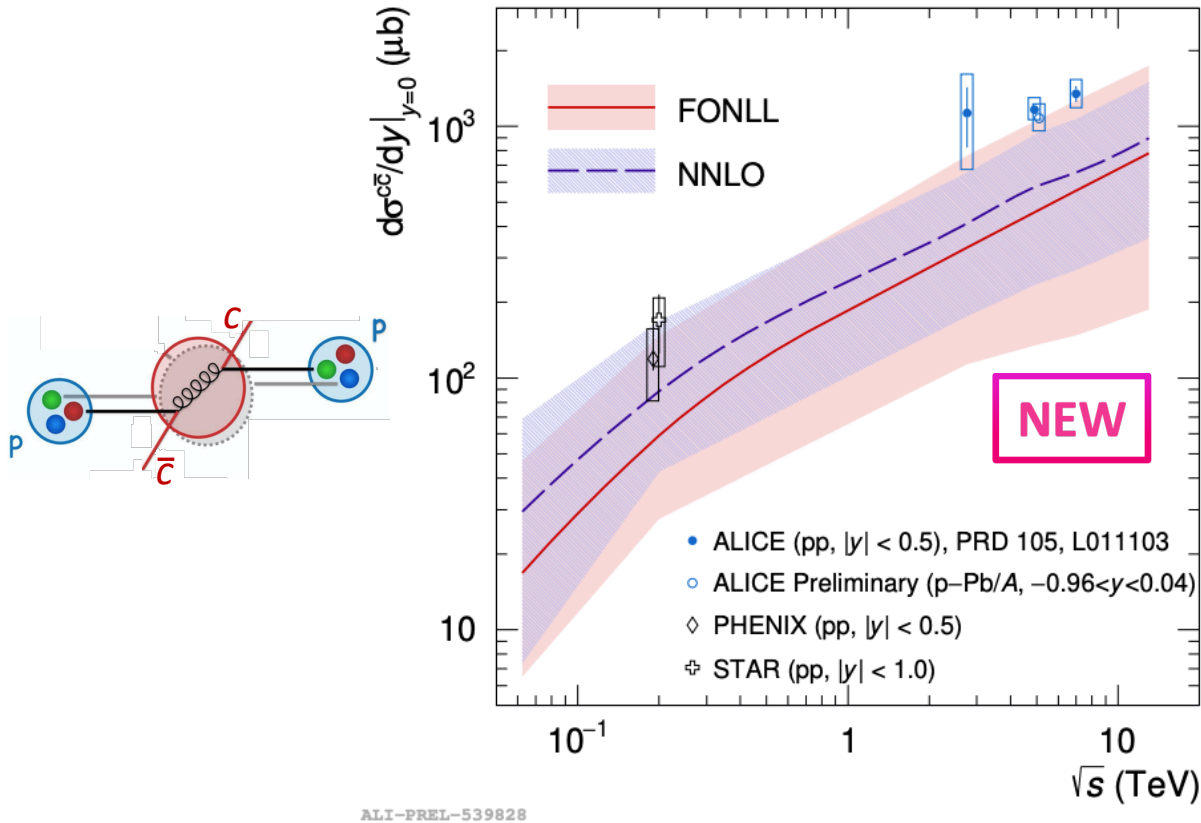 dσ^{cc̄}/dy|_{y=0} (μb)
10³
10²
10
FONLL
NNLO
c
p
p
c̄
NEW
ALICE (pp, |y| < 0.5), PRD 105, L011103
ALICE Preliminary (p−Pb/A, −0.96<y<0.04)
PHENIX (pp, |y| < 0.5)
STAR (pp, |y| < 1.0)
10⁻¹ 1 10
√s (TeV)
ALI-PREL-539828